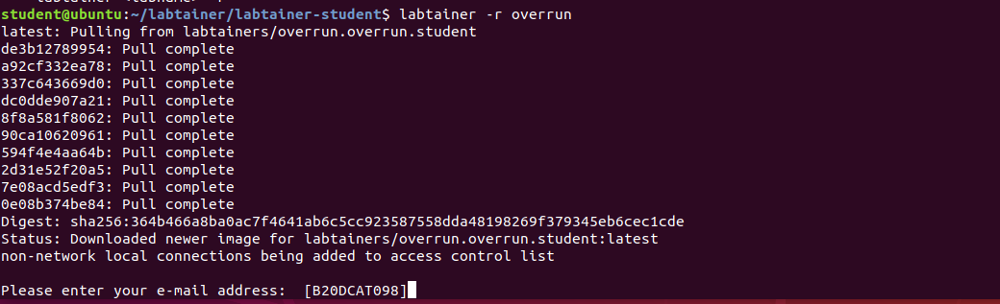 student@ubuntu:~/labtainer/labtainer-student$ labtainer -r overrun
latest: Pulling from labtainers/overrun.overrun.student
de3b12789954: Pull complete
a92cf332ea78: Pull complete
337c643669d0: Pull complete
dc0dde907a21: Pull complete
8f8a581f8062: Pull complete
90ca10620961: Pull complete
594f4e4aa64b: Pull complete
2d31e52f20a5: Pull complete
7e08acd5edf3: Pull complete
0e08b374be84: Pull complete
Digest: sha256:364b466a8ba0ac7f4641ab6c5cc923587558dda48198269f379345eb6cec1cde
Status: Downloaded newer image for labtainers/overrun.overrun.student:latest
non-network local connections being added to access control list
Please enter your e-mail address:  [B20DCAT098]